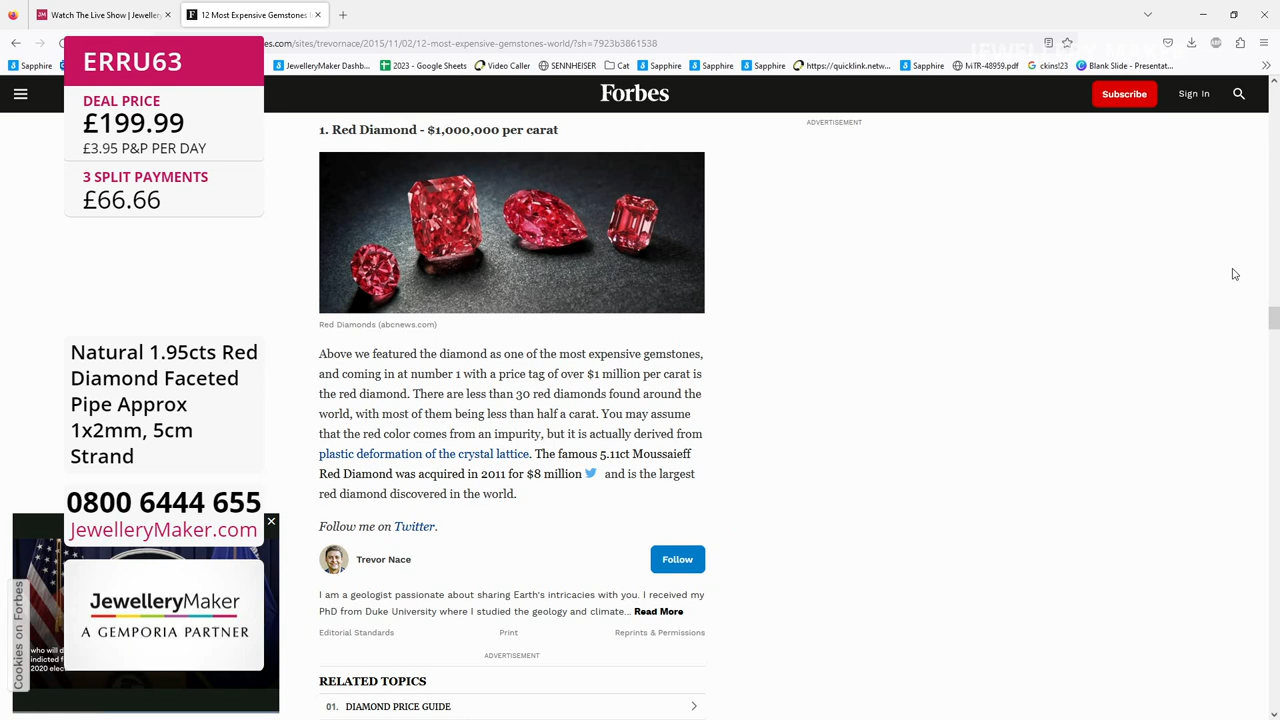 Watch The Live Show | Jeweller
12 Most Expensive Gemstones I
.com/sites/trevornace/2015/11/02/12-most-expensive-gemstones-world/?sh=7923b3861538
Sapphire
JewelleryMaker Dashb...
2023 - Google Sheets
Video Caller
SENNHEISER
Cat
Sapphire
Sapphire
Sapphire
https://quicklink.netw...
Sapphire
MiTR-48959.pdf
ckins!23
Blank Slide - Presentat...
ERRU63
DEAL PRICE
£199.99
£3.95 P&P PER DAY
3 SPLIT PAYMENTS
£66.66
Natural 1.95cts Red
Diamond Faceted
Pipe Approx
1x2mm, 5cm
Strand
0800 6444 655
JewelleryMaker.com
JewelleryMaker
A GEMPORIA PARTNER
Cookies on Forbes
who will d
indicted f
2020 elec
Forbes
Subscribe
Sign In
ADVERTISEMENT
1. Red Diamond - $1,000,000 per carat
Red Diamonds (abcnews.com)
Above we featured the diamond as one of the most expensive gemstones,
and coming in at number 1 with a price tag of over $1 million per carat is
the red diamond. There are less than 30 red diamonds found around the
world, with most of them being less than half a carat. You may assume
that the red color comes from an impurity, but it is actually derived from
plastic deformation of the crystal lattice. The famous 5.11ct Moussaieff
Red Diamond was acquired in 2011 for $8 million and is the largest
red diamond discovered in the world.
Follow me on Twitter.
Trevor Nace
Follow
I am a geologist passionate about sharing Earth's intricacies with you. I received my
PhD from Duke University where I studied the geology and climate... Read More
Editorial Standards
Print
Reprints & Permissions
ADVERTISEMENT
RELATED TOPICS
01. DIAMOND PRICE GUIDE